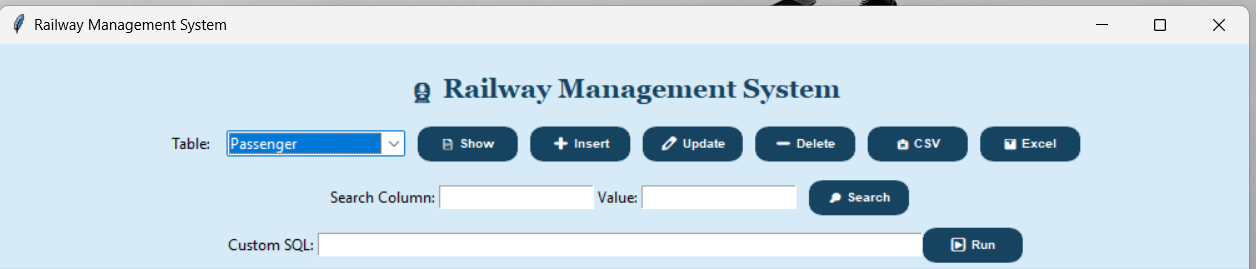 Railway Management System
Railway Management System
Table: Passenger Show Insert Update Delete CSV Excel
Search Column: Value: Search
Custom SQL: Run